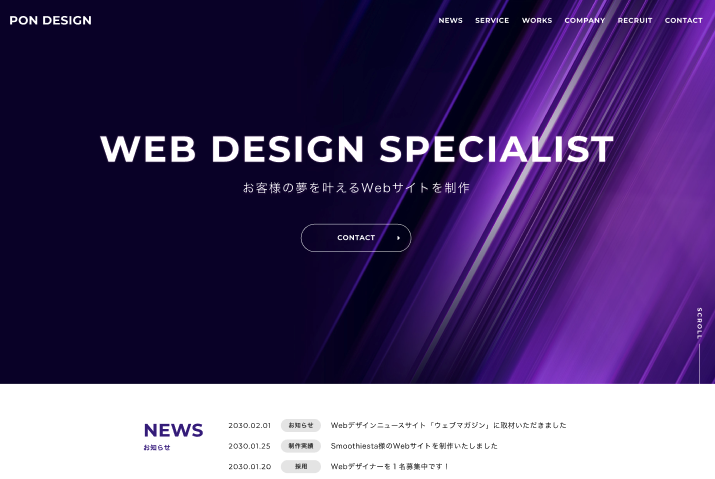 PON DESIGN
NEWS SERVICE WORKS COMPANY RECRUIT CONTACT
WEB DESIGN SPECIALIST
お客様の夢を叶えるWebサイトを制作
CONTACT
SCROLL
NEWS
お知らせ
2030.02.01 お知らせ Webデザインニュースサイト「ウェブマガジン」に取材いただきました
2030.01.25 制作実績 Smoothiesta様のWebサイトを制作いたしました
2030.01.20 採用 Webデザイナーを1名募集中です!